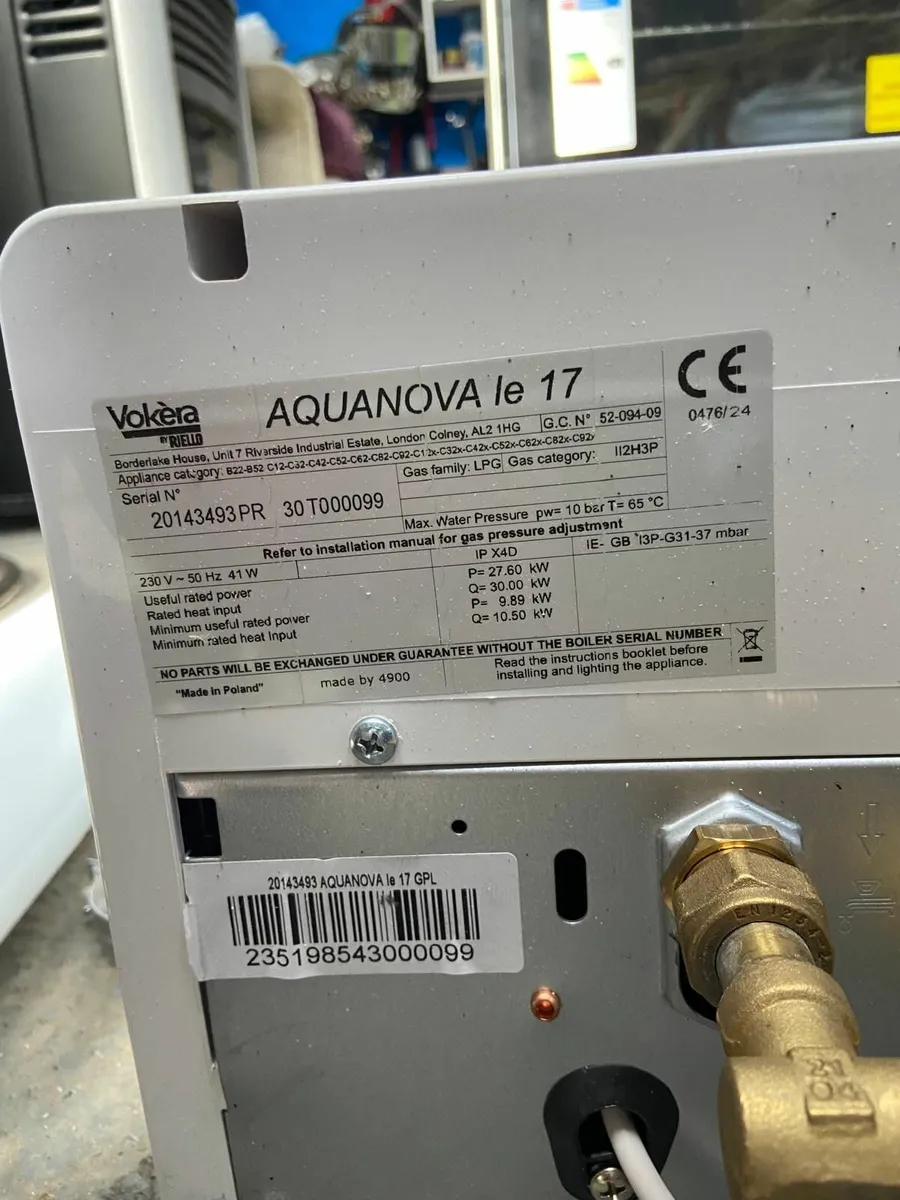 Vokèra
BY RIELLO
AQUANOVA le 17
CE
0476/24
Borderlake House, Unit 7 Riverside Industrial Estate, London Colney, AL2 1HG
G.C. N° 52-094-09
Appliance category: B22-B52 C12-C32-C42-C52-C62-C82-C92-C12x-C32x-C42x-C52x-C62x-C82x-C92x
Gas family: LPG Gas category: II2H3P
Serial N°
20143493PR 30T000099
Max. Water Pressure pw= 10 bar T= 65 °C
Refer to installation manual for gas pressure adjustment
230 V ~ 50 Hz 41 W
IP X4D
IE- GB I3P-G31-37 mbar
Useful rated power P= 27.60 kW
Rated heat input Q= 30.00 kW
Minimum useful rated power P= 9.89 kW
Minimum rated heat Input Q= 10.50 kW
NO PARTS WILL BE EXCHANGED UNDER GUARANTEE WITHOUT THE BOILER SERIAL NUMBER
"Made in Poland"
made by 4900
Read the instructions booklet before
installing and lighting the appliance.
20143493 AQUANOVA le 17 GPL
235198543000099
EN 1254-2